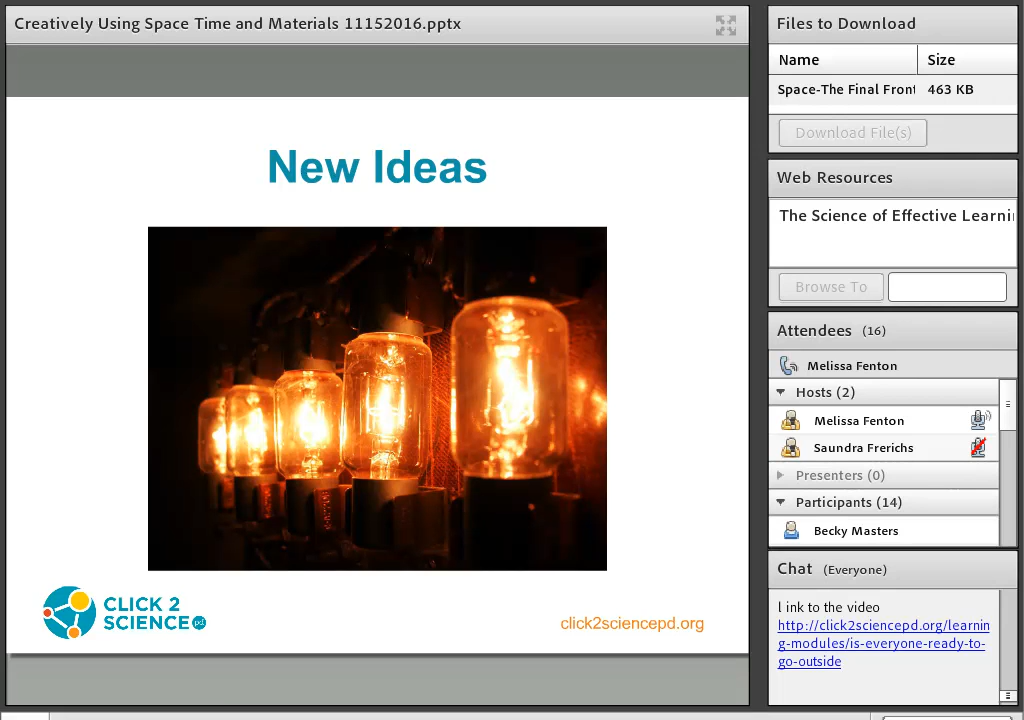 Creatively Using Space Time and Materials 11152016.pptx
New Ideas
CLICK 2
SCIENCE pd
click2sciencepd.org
Files to Download
Name Size
Space-The Final Front 463 KB
Download File(s)
Web Resources
The Science of Effective Learni
Browse To
Attendees (16)
Melissa Fenton
Hosts (2)
Melissa Fenton
Saundra Frerichs
Presenters (0)
Participants (14)
Becky Masters
Chat (Everyone)
l ink to the video
http://click2sciencepd.org/learnin
g-modules/is-everyone-ready-to-
go-outside